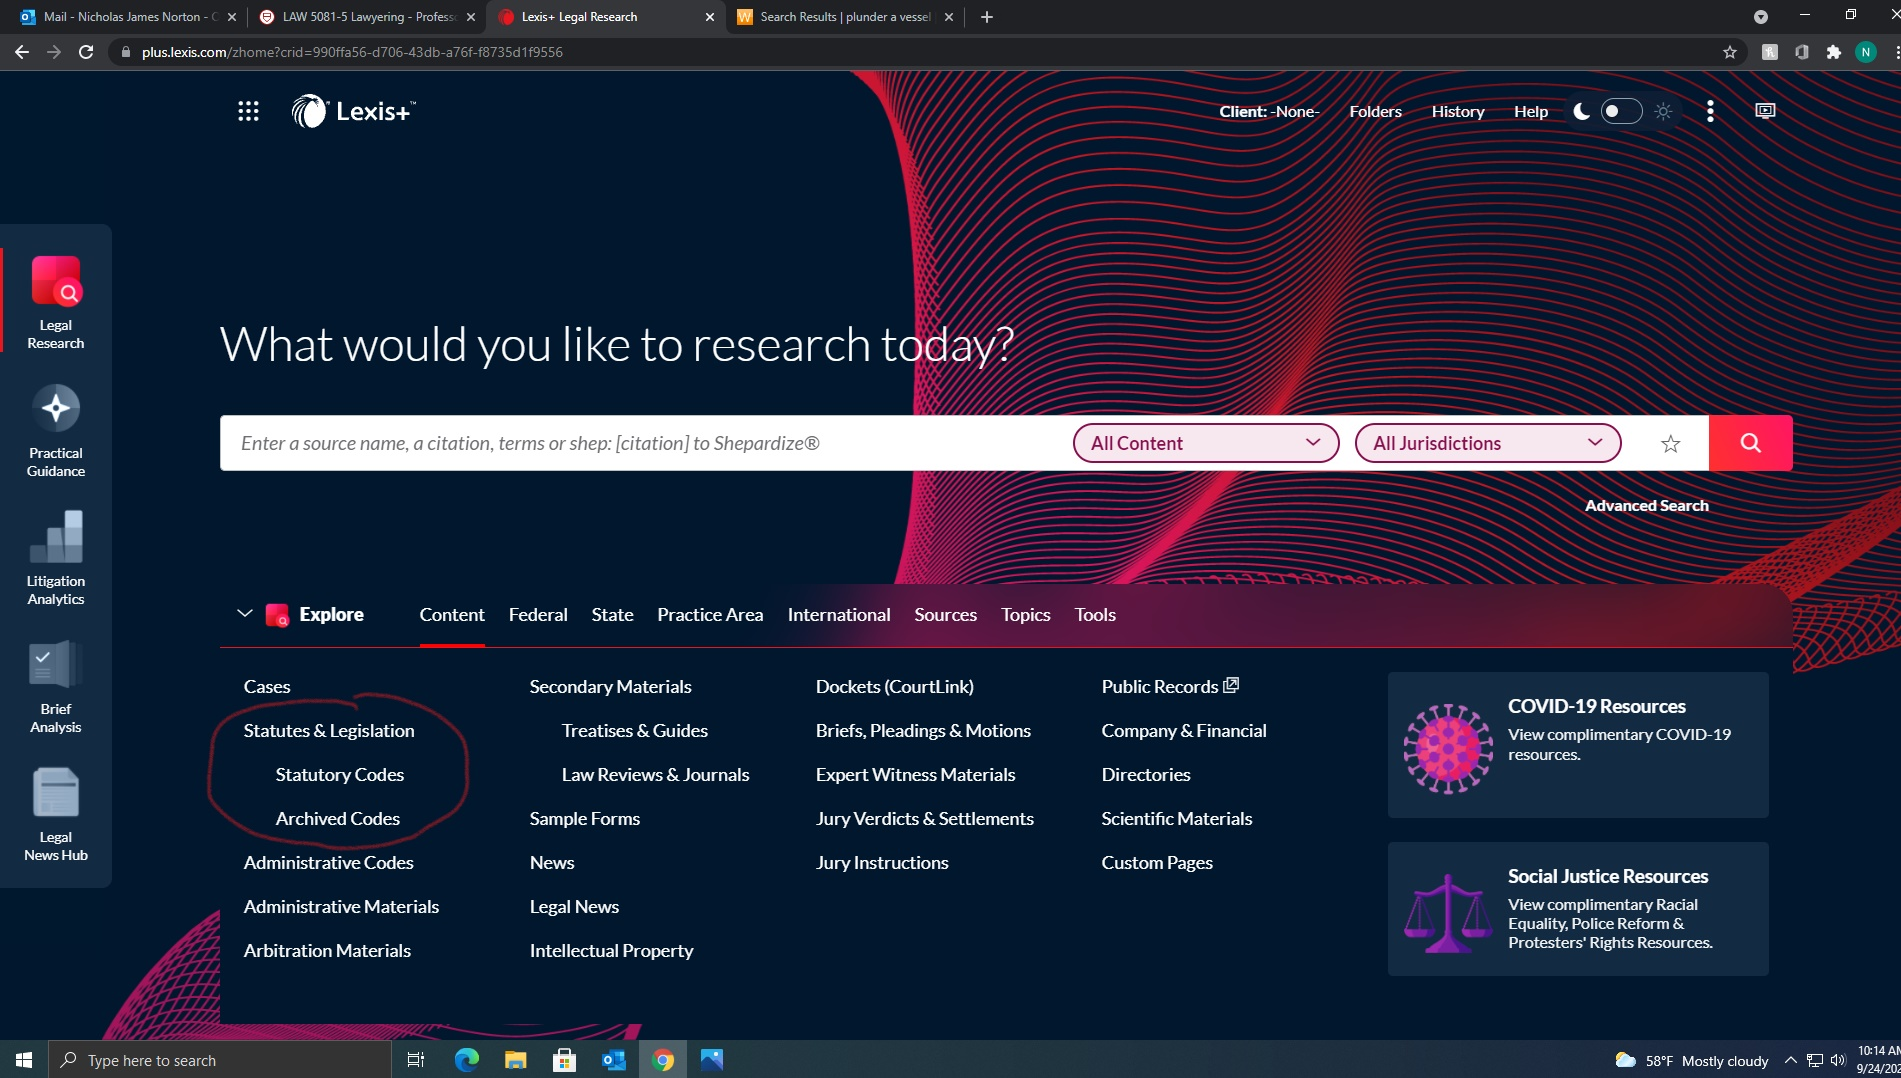 Mail - Nicholas James Norton - 
LAW 5081-5 Lawyering - Profess
Lexis+ Legal Research
Search Results | plunder a vessel
plus.lexis.com/zhome?crid=990ffa56-d706-43db-a76f-f8735d1f9556
N
Lexis+™
Client: -None-
Folders
History
Help
Legal
Research
Practical
Guidance
Litigation
Analytics
Brief
Analysis
Legal
News Hub
What would you like to research today?
Enter a source name, a citation, terms or shep: [citation] to Shepardize®
All Content
All Jurisdictions
Advanced Search
Explore
Content
Federal
State
Practice Area
International
Sources
Topics
Tools
Cases
Statutes & Legislation
Statutory Codes
Archived Codes
Administrative Codes
Administrative Materials
Arbitration Materials
Secondary Materials
Treatises & Guides
Law Reviews & Journals
Sample Forms
News
Legal News
Intellectual Property
Dockets (CourtLink)
Briefs, Pleadings & Motions
Expert Witness Materials
Jury Verdicts & Settlements
Jury Instructions
Public Records
Company & Financial
Directories
Scientific Materials
Custom Pages
COVID-19 Resources
View complimentary COVID-19
resources.
Social Justice Resources
View complimentary Racial
Equality, Police Reform &
Protesters' Rights Resources.
Type here to search
58°F Mostly cloudy
10:14 AM
9/24/20